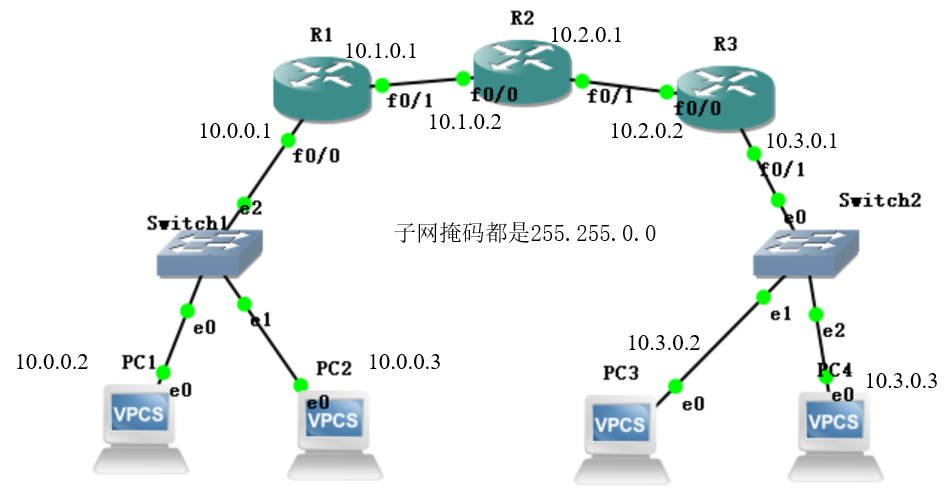 R1
10.1.0.1
R2
10.2.0.1
R3
f0/1
f0/0
10.1.0.2
f0/1
f0/0
10.2.0.2
10.0.0.1
f0/0
10.3.0.1
f0/1
Switch1
e2
子网掩码都是255.255.0.0
Switch2
e0
e0
e1
e1
e2
10.0.0.2
PC1
e0
VPCS
PC2
10.0.0.3
e0
VPCS
10.3.0.2
PC3
e0
VPCS
PC4
10.3.0.3
e0
VPCS